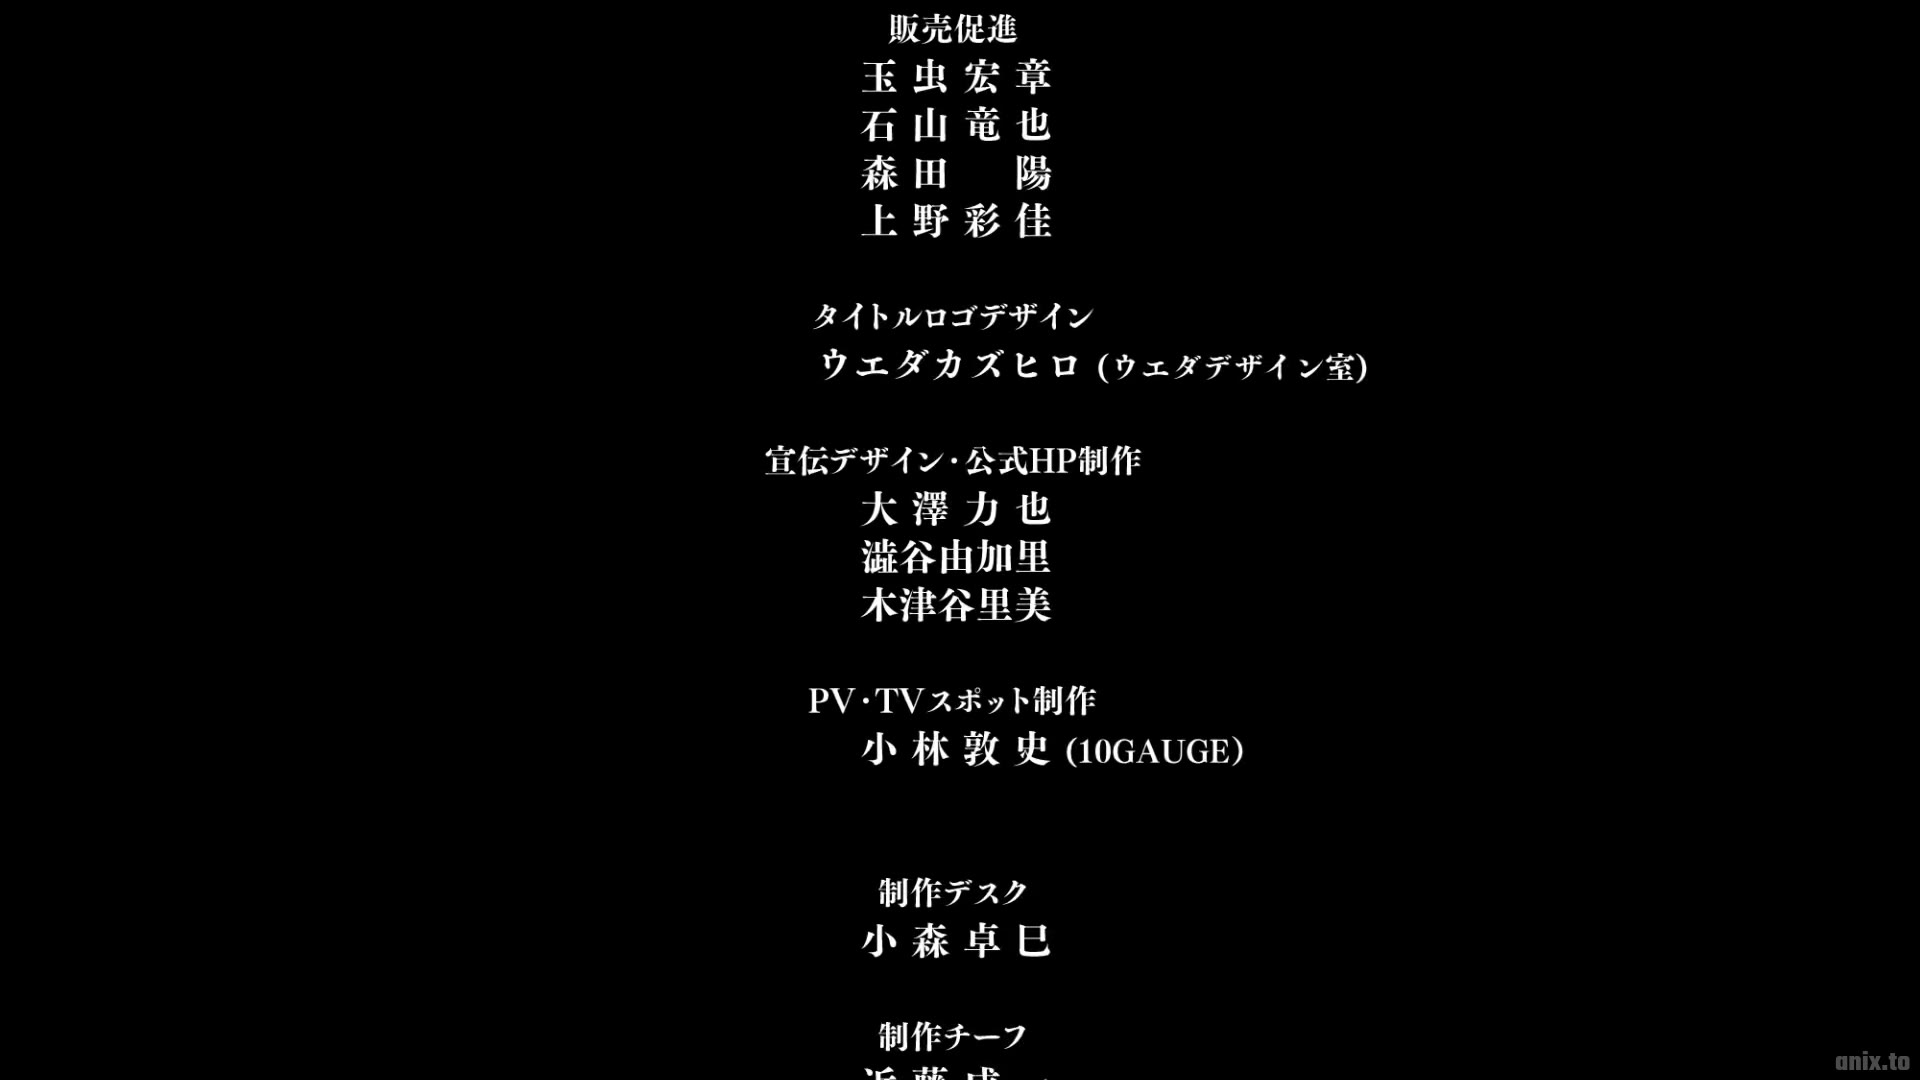 販売促進
玉虫宏章
石山竜也
森田 陽
上野彩佳
タイトルロゴデザイン
ウエダカズヒロ (ウエダデザイン室)
宣伝デザイン・公式HP制作
大澤力也
澁谷由加里
木津谷里美
PV・TVスポット制作
小林敦史 (10GAUGE)
制作デスク
小森卓巳
制作チーフ
anix.to